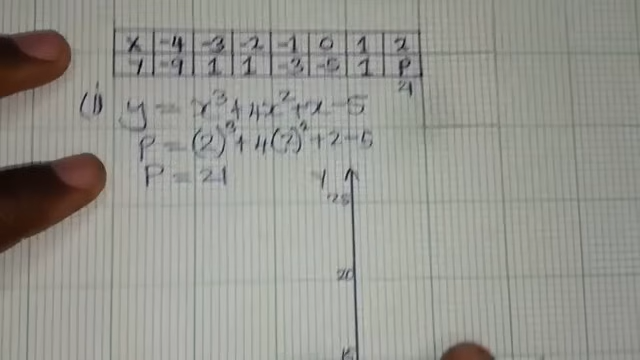 x -4 -3 -2 -1 0 1 2
y -9 1 1 -3 -5 1 P
21
(i) y = x³ + 4x² + x - 5
P = (2)³ + 4(2)² + 2 - 5
P = 21
Y
25
20
15